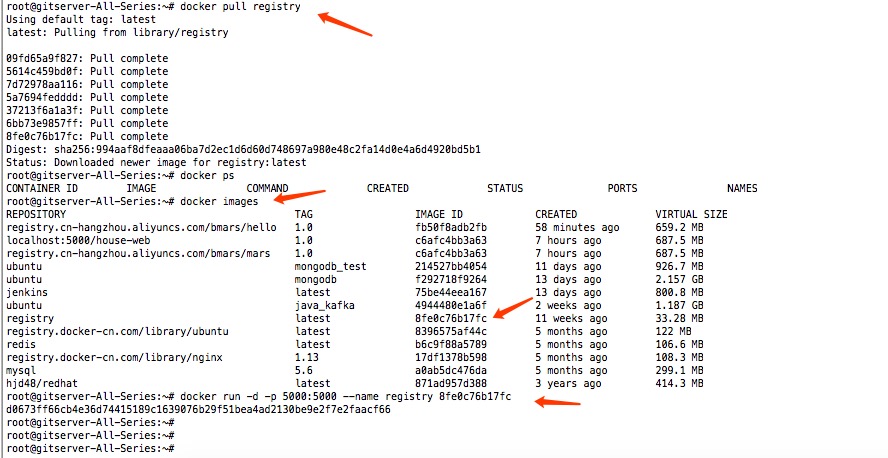 root@gitserver-All-Series:~# docker pull registry
Using default tag: latest
latest: Pulling from library/registry
09fd65a9f827: Pull complete
5614c459bd0f: Pull complete
7d72978aa116: Pull complete
5a7694fedddd: Pull complete
37213f6a1a3f: Pull complete
6bb73e9857ff: Pull complete
8fe0c76b17fc: Pull complete
Digest: sha256:994aaf8dfeaaa06ba7d2ec1d6d60d748697a980e48c2fa14d0e4a6d4920bd5b1
Status: Downloaded newer image for registry:latest
root@gitserver-All-Series:~# docker ps
CONTAINER ID IMAGE COMMAND CREATED STATUS PORTS NAMES
root@gitserver-All-Series:~# docker images
REPOSITORY TAG IMAGE ID CREATED VIRTUAL SIZE
registry.cn-hangzhou.aliyuncs.com/bmars/hello 1.0 fb50f8adb2fb 58 minutes ago 659.2 MB
localhost:5000/house-web 1.0 c6afc4bb3a63 7 hours ago 687.5 MB
registry.cn-hangzhou.aliyuncs.com/bmars/mars 1.0 c6afc4bb3a63 7 hours ago 687.5 MB
ubuntu mongodb_test 214527bb4054 11 days ago 926.7 MB
ubuntu mongodb f292718f9264 13 days ago 2.157 GB
jenkins latest 75be44eea167 13 days ago 800.8 MB
ubuntu java_kafka 4944480e1a6f 2 weeks ago 1.187 GB
registry latest 8fe0c76b17fc 11 weeks ago 33.28 MB
registry.docker-cn.com/library/ubuntu latest 8396575af44c 5 months ago 122 MB
redis latest b6c9f88a5789 5 months ago 106.6 MB
registry.docker-cn.com/library/nginx 1.13 17df1378b598 5 months ago 108.3 MB
mysql 5.6 a0ab5dc476da 5 months ago 299.1 MB
hjd48/redhat latest 871ad957d388 3 years ago 414.3 MB
root@gitserver-All-Series:~# docker run -d -p 5000:5000 --name registry 8fe0c76b17fc
d0673ff66cb4e36d74415189c1639076b29f51bea4ad2130be9e2f7e2faacf66
root@gitserver-All-Series:~#
root@gitserver-All-Series:~#
root@gitserver-All-Series:~#